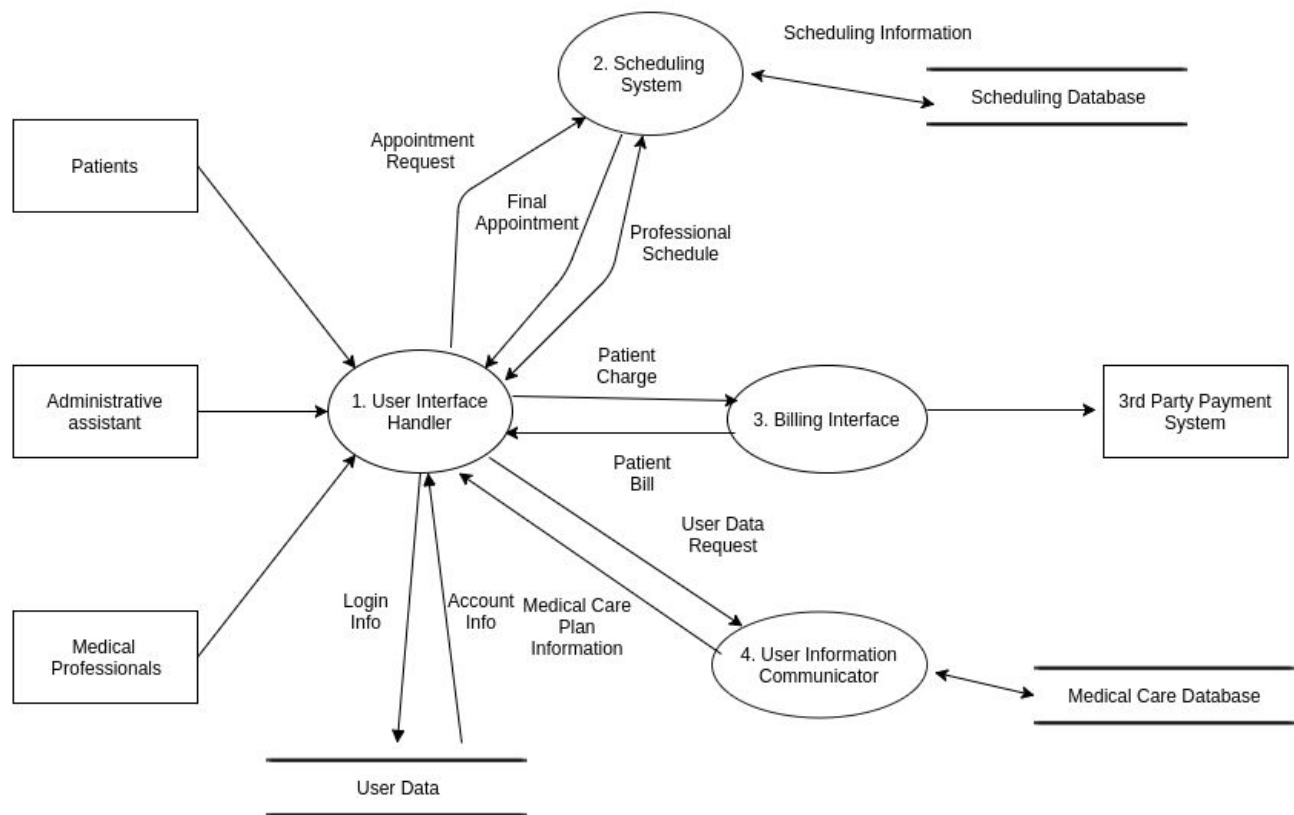 Scheduling Information
2. Scheduling
System
Scheduling Database
Patients
Appointment
Request
Final
Appointment
Professional
Schedule
Administrative
assistant
1. User Interface
Handler
Patient
Charge
3. Billing Interface
3rd Party Payment
System
Patient
Bill
User Data
Request
Login
Info
Account
Info
Medical Care
Plan
Information
Medical
Professionals
4. User Information
Communicator
Medical Care Database
User Data